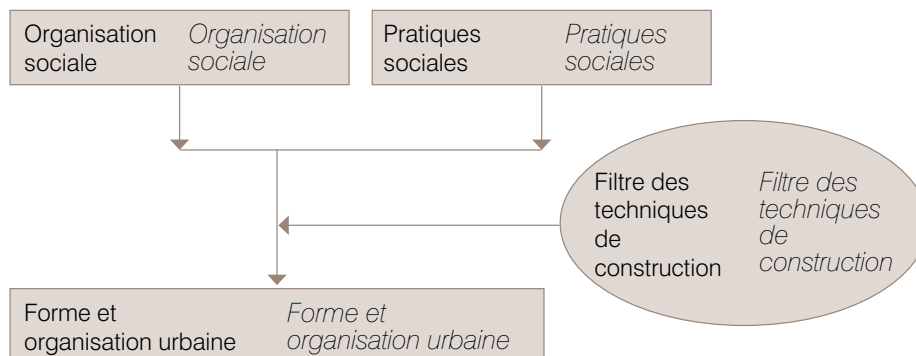 Organisation
sociale
Organisation
sociale
Pratiques
sociales
Pratiques
sociales
Filtre des
techniques
de
construction
Filtre des
techniques
de
construction
Forme et
organisation urbaine
Forme et
organisation urbaine